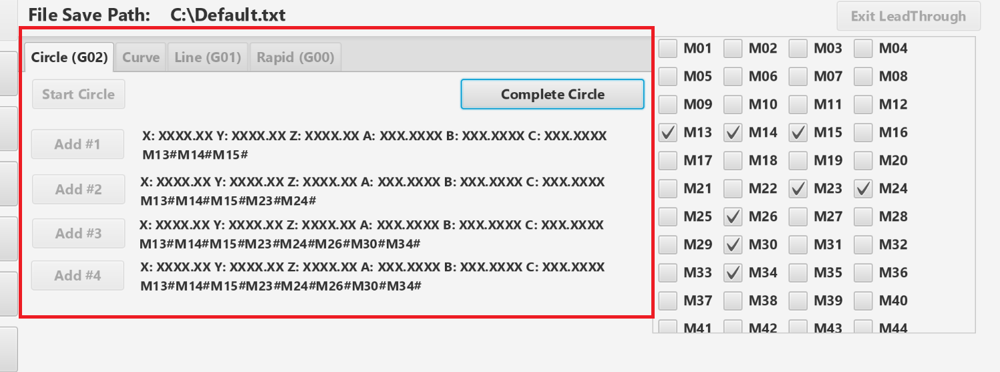 File Save Path: C:\Default.txt
Exit LeadThrough
Circle (G02) Curve Line (G01) Rapid (G00)
Start Circle
Complete Circle
Add #1
X: XXXX.XX Y: XXXX.XX Z: XXXX.XX A: XXX.XXXX B: XXX.XXXX C: XXX.XXXX
M13#M14#M15#
Add #2
X: XXXX.XX Y: XXXX.XX Z: XXXX.XX A: XXX.XXXX B: XXX.XXXX C: XXX.XXXX
M13#M14#M15#M23#M24#
Add #3
X: XXXX.XX Y: XXXX.XX Z: XXXX.XX A: XXX.XXXX B: XXX.XXXX C: XXX.XXXX
M13#M14#M15#M23#M24#M26#M30#M34#
Add #4
X: XXXX.XX Y: XXXX.XX Z: XXXX.XX A: XXX.XXXX B: XXX.XXXX C: XXX.XXXX
M13#M14#M15#M23#M24#M26#M30#M34#
M01 M02 M03 M04
M05 M06 M07 M08
M09 M10 M11 M12
M13 M14 M15 M16
M17 M18 M19 M20
M21 M22 M23 M24
M25 M26 M27 M28
M29 M30 M31 M32
M33 M34 M35 M36
M37 M38 M39 M40
M41 M42 M43 M44